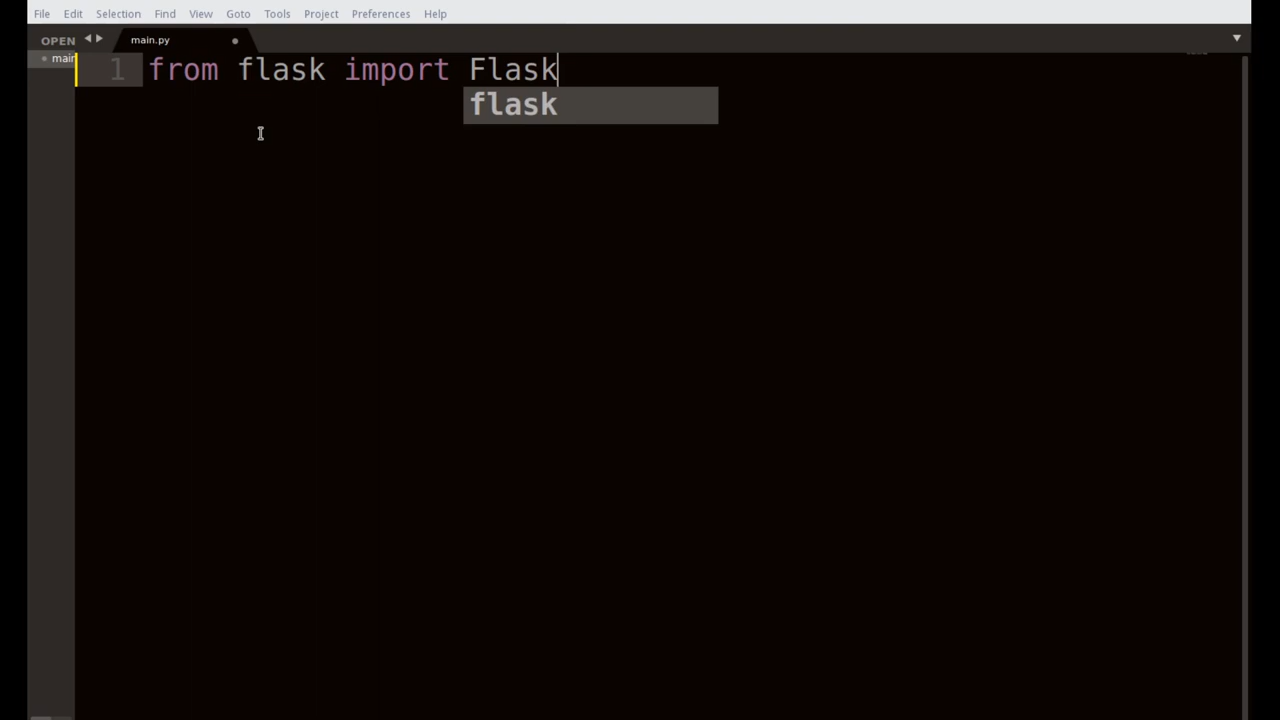 File Edit Selection Find View Goto Tools Project Preferences Help
OPEN main.py
main
1 from flask import Flask
flask